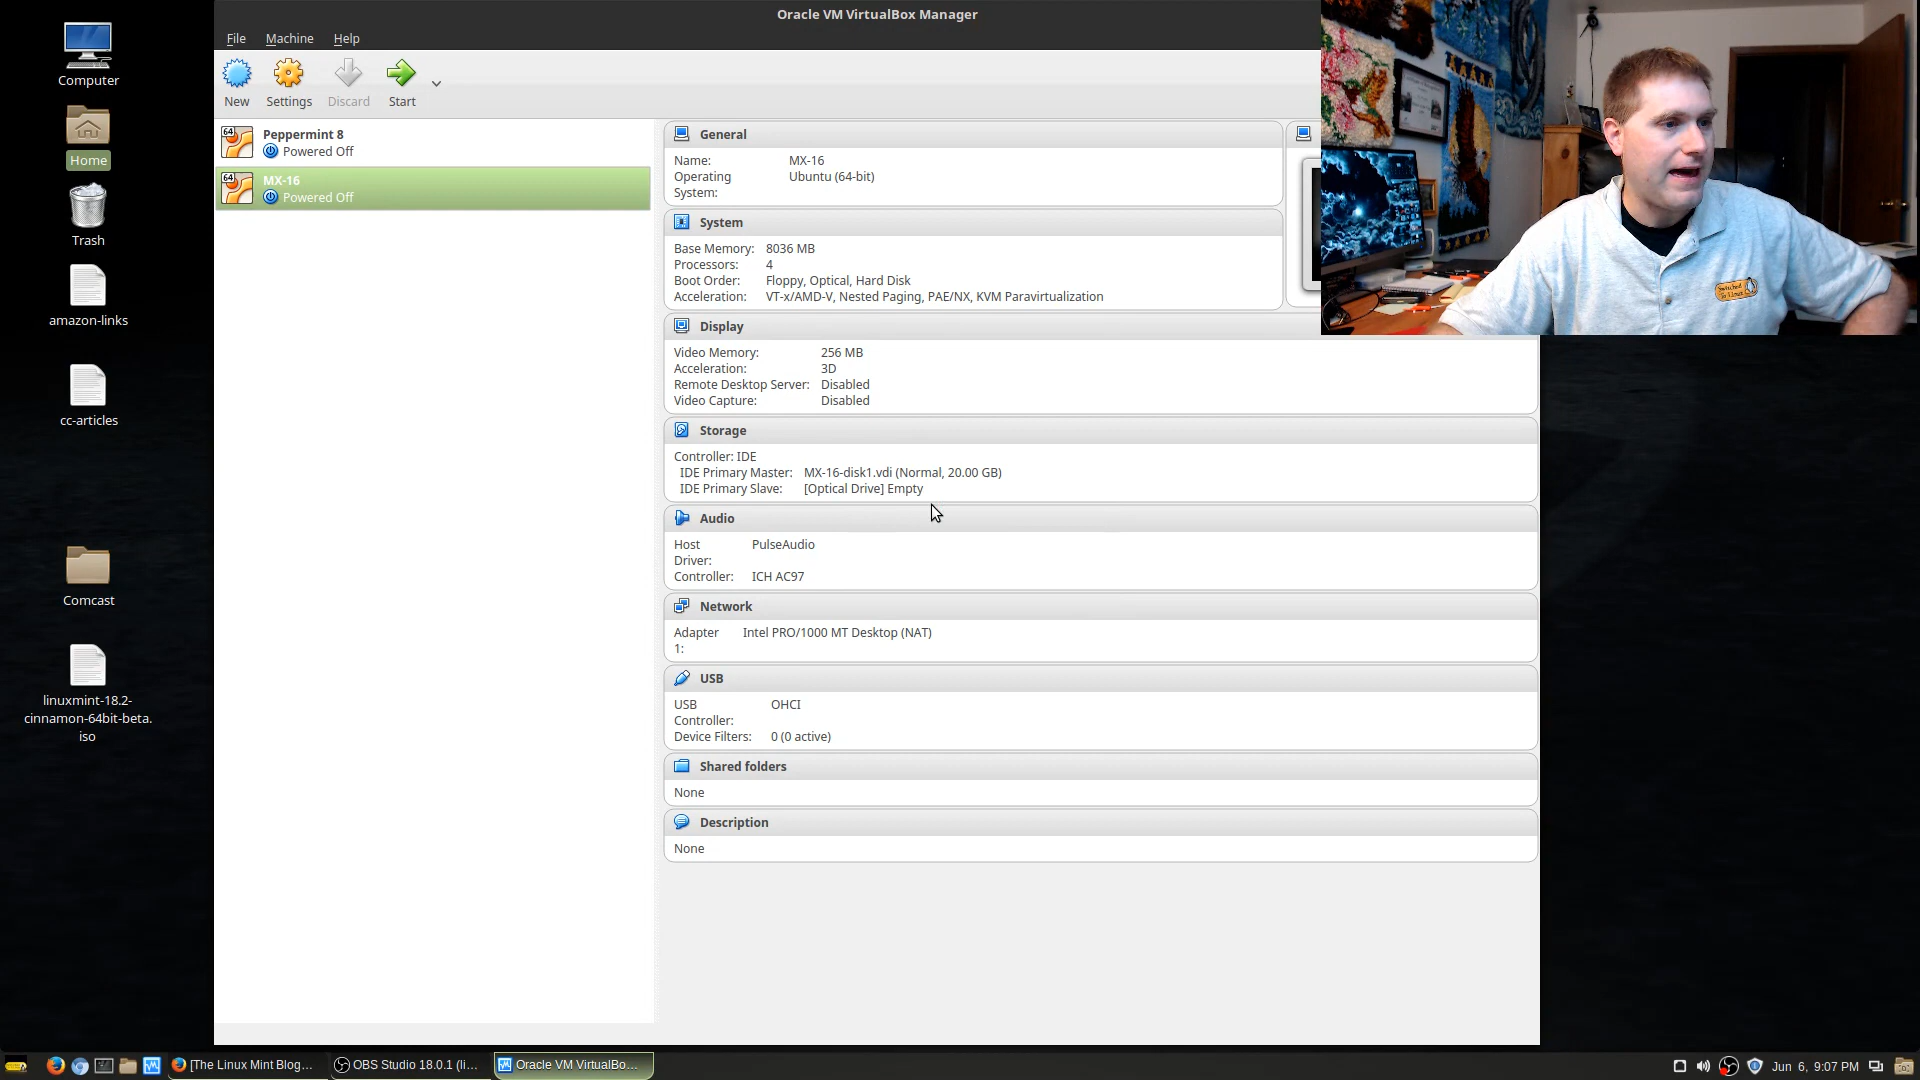 Oracle VM VirtualBox Manager
File Machine Help
New Settings Discard Start
64 Peppermint 8
Powered Off
64 MX-16
Powered Off
General
Name: MX-16
Operating Ubuntu (64-bit)
System:
System
Base Memory: 8036 MB
Processors: 4
Boot Order: Floppy, Optical, Hard Disk
Acceleration: VT-x/AMD-V, Nested Paging, PAE/NX, KVM Paravirtualization
Display
Video Memory: 256 MB
Acceleration: 3D
Remote Desktop Server: Disabled
Video Capture: Disabled
Storage
Controller: IDE
IDE Primary Master: MX-16-disk1.vdi (Normal, 20.00 GB)
IDE Primary Slave: [Optical Drive] Empty
Audio
Host PulseAudio
Driver:
Controller: ICH AC97
Network
Adapter Intel PRO/1000 MT Desktop (NAT)
1:
USB
USB OHCI
Controller:
Device Filters: 0 (0 active)
Shared folders
None
Description
None
Computer
Home
Trash
amazon-links
cc-articles
Comcast
linuxmint-18.2-
cinnamon-64bit-beta.
iso
Switched
To Linux
[The Linux Mint Blog...
OBS Studio 18.0.1 (li...
Oracle VM VirtualBo...
Jun 6, 9:07 PM